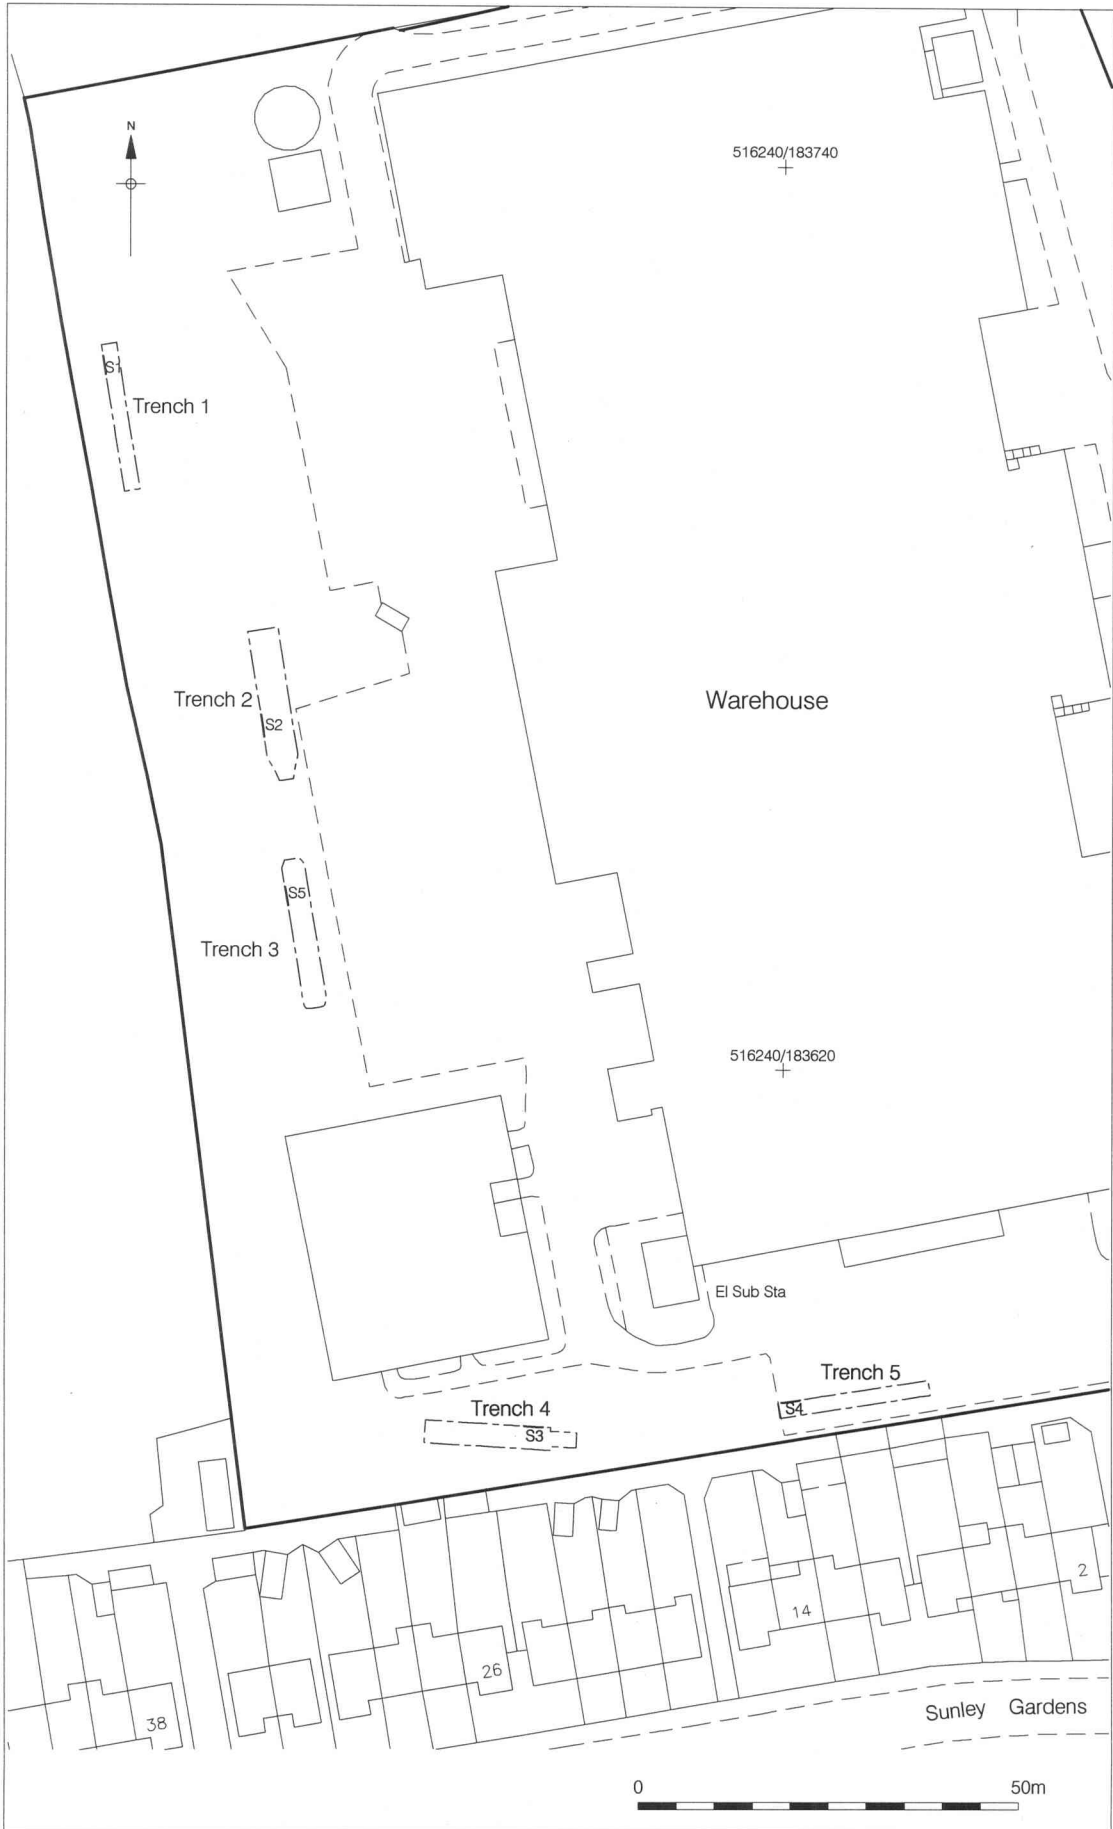 N
516240/183740
S1
Trench 1
Trench 2
S2
Warehouse
S5
Trench 3
516240/183620
El Sub Sta
Trench 5
S4
Trench 4
S3
2
14
26
38
Sunley Gardens
0 50m